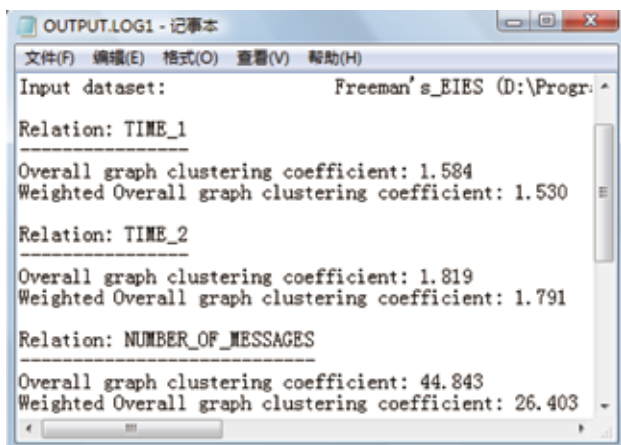 OUTPUT.LOG1 - 记事本
文件(F) 编辑(E) 格式(O) 查看(V) 帮助(H)
Input dataset: Freeman's_EIES (D:\Progr
Relation: TIME_1
----------------
Overall graph clustering coefficient: 1.584
Weighted Overall graph clustering coefficient: 1.530
Relation: TIME_2
----------------
Overall graph clustering coefficient: 1.819
Weighted Overall graph clustering coefficient: 1.791
Relation: NUMBER_OF_MESSAGES
----------------------------
Overall graph clustering coefficient: 44.843
Weighted Overall graph clustering coefficient: 26.403